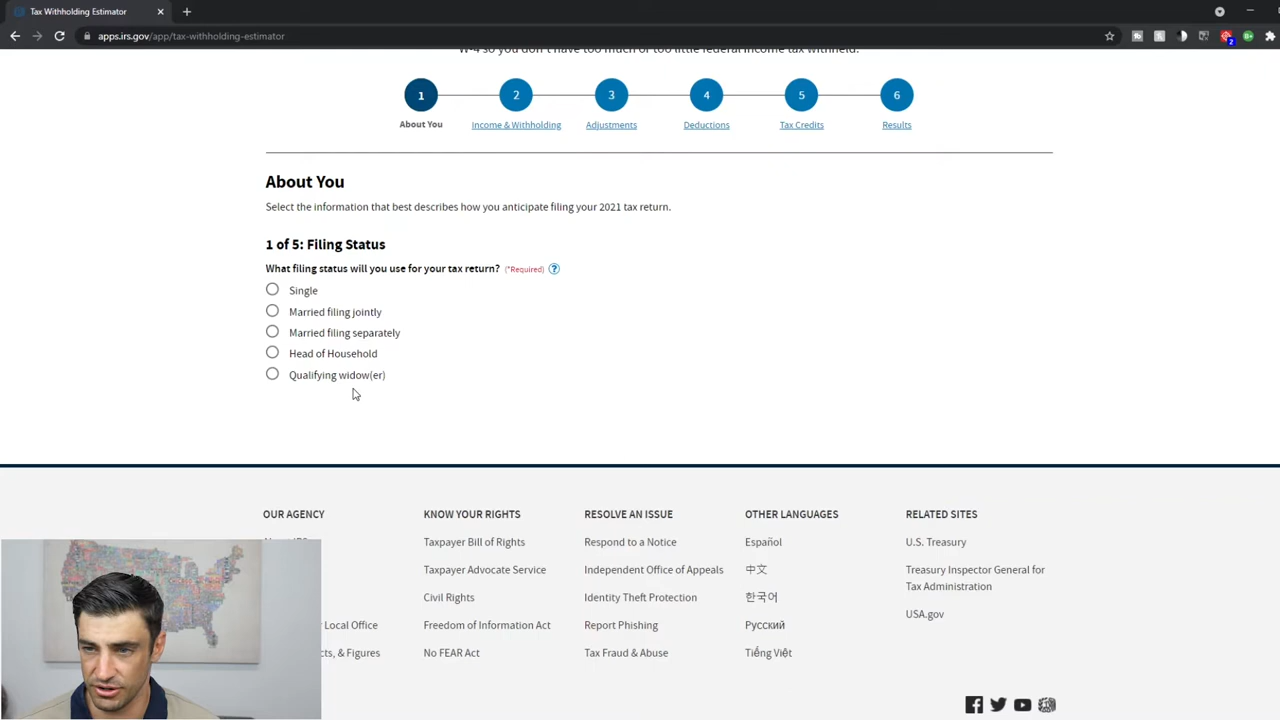 Tax Withholding Estimator
apps.irs.gov/app/tax-withholding-estimator
W-4 so you don't have too much or too little federal income tax withheld.
1 2 3 4 5 6
About You Income & Withholding Adjustments Deductions Tax Credits Results
About You
Select the information that best describes how you anticipate filing your 2021 tax return.
1 of 5: Filing Status
What filing status will you use for your tax return? (*Required) ?
Single
Married filing jointly
Married filing separately
Head of Household
Qualifying widow(er)
OUR AGENCY KNOW YOUR RIGHTS RESOLVE AN ISSUE OTHER LANGUAGES RELATED SITES
Taxpayer Bill of Rights Respond to a Notice Español U.S. Treasury
Taxpayer Advocate Service Independent Office of Appeals 中文 Treasury Inspector General for
Tax Administration
Civil Rights Identity Theft Protection 한국어
USA.gov
Local Office Freedom of Information Act Report Phishing Русский
, & Figures No FEAR Act Tax Fraud & Abuse Tiếng Việt